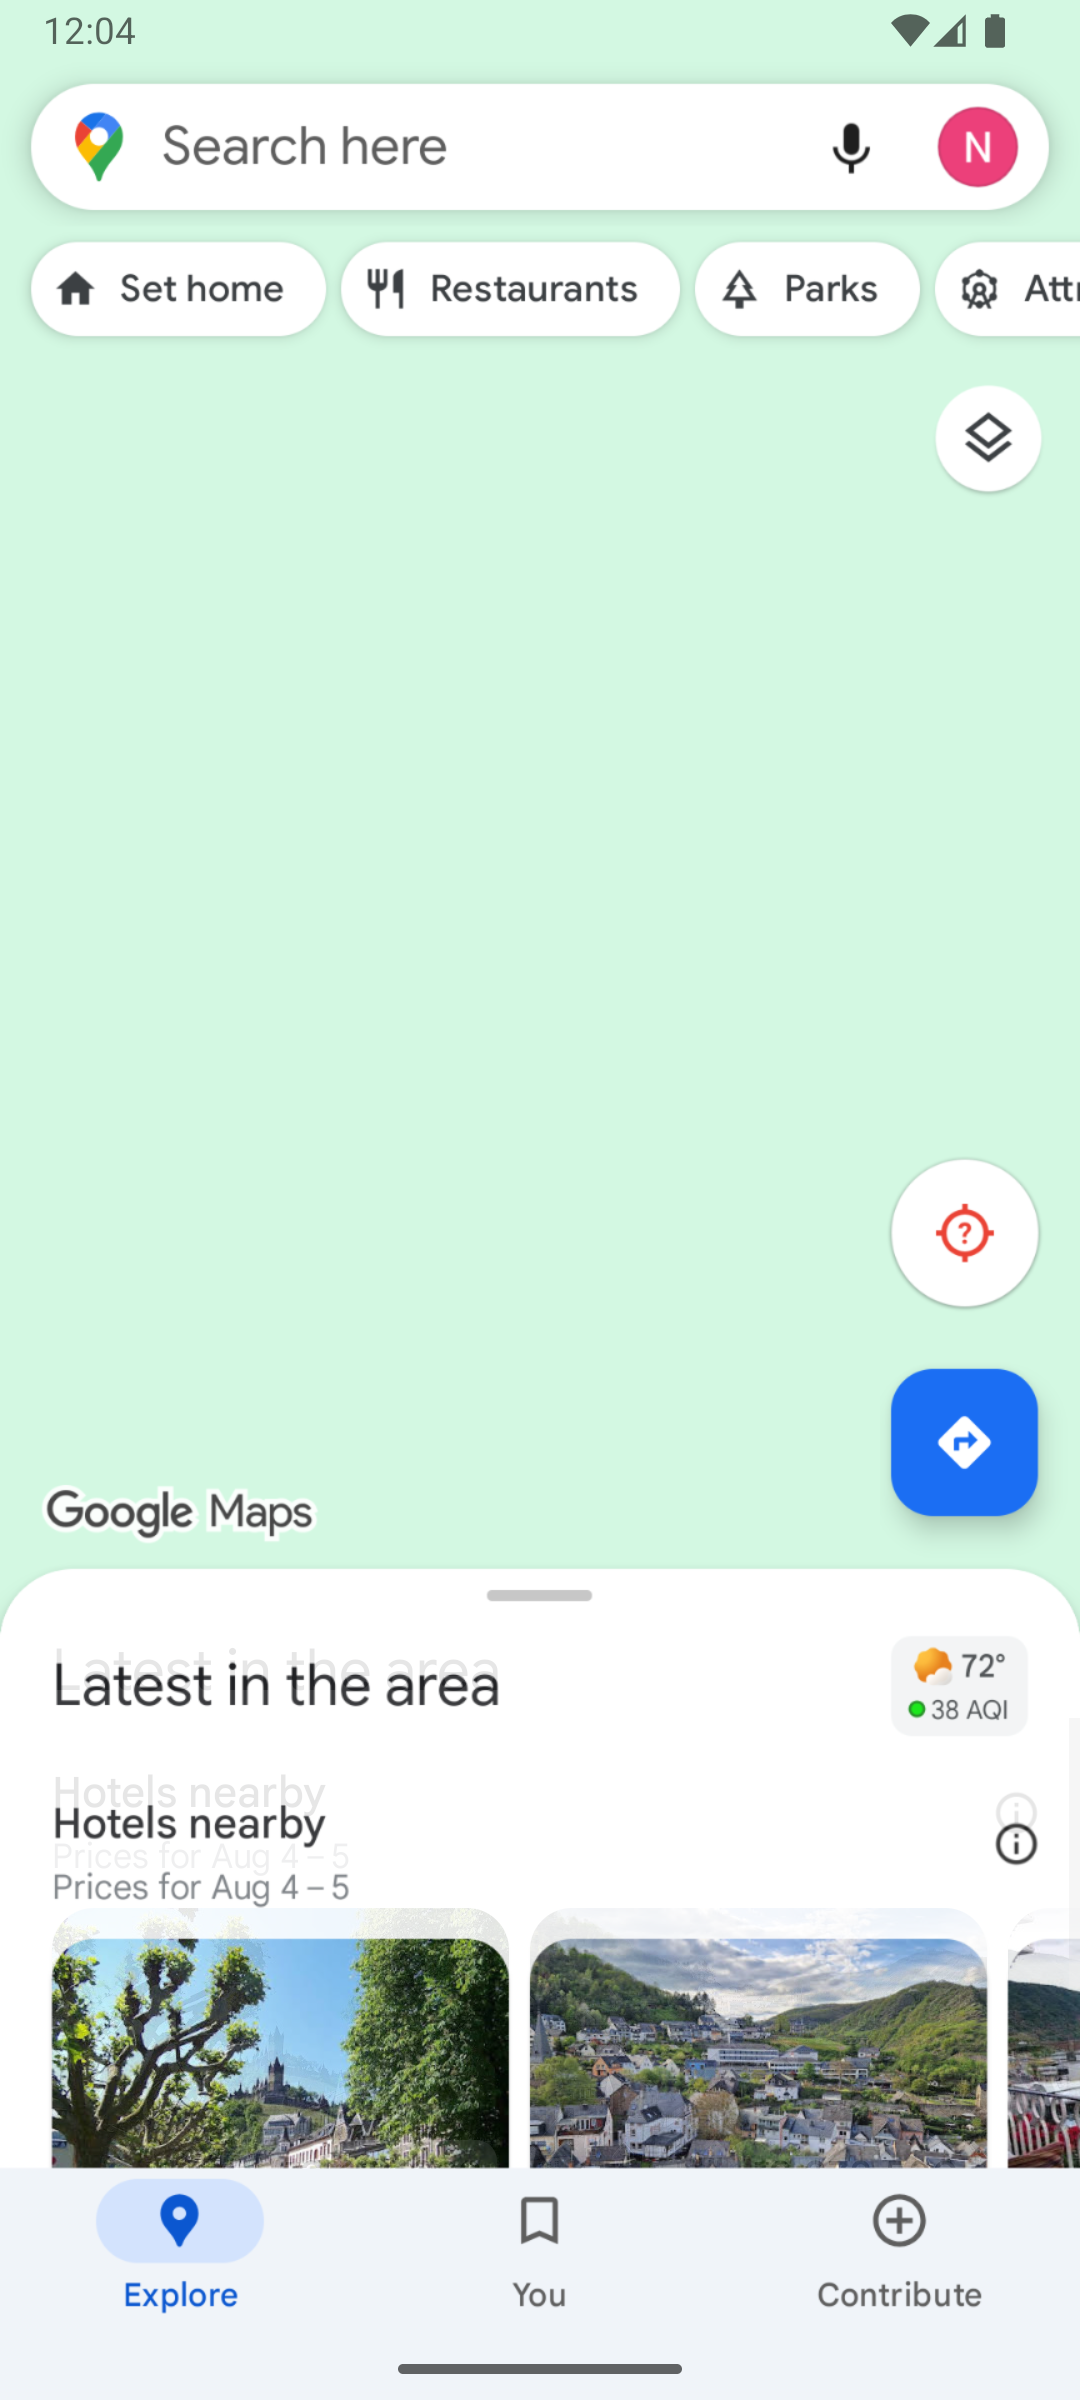 12:04
Search here
N
Set home
Restaurants
Parks
Attr
?
Google Maps
Latest in the area
72°
38 AQI
Hotels nearby
Prices for Aug 4 – 5
Explore
You
Contribute